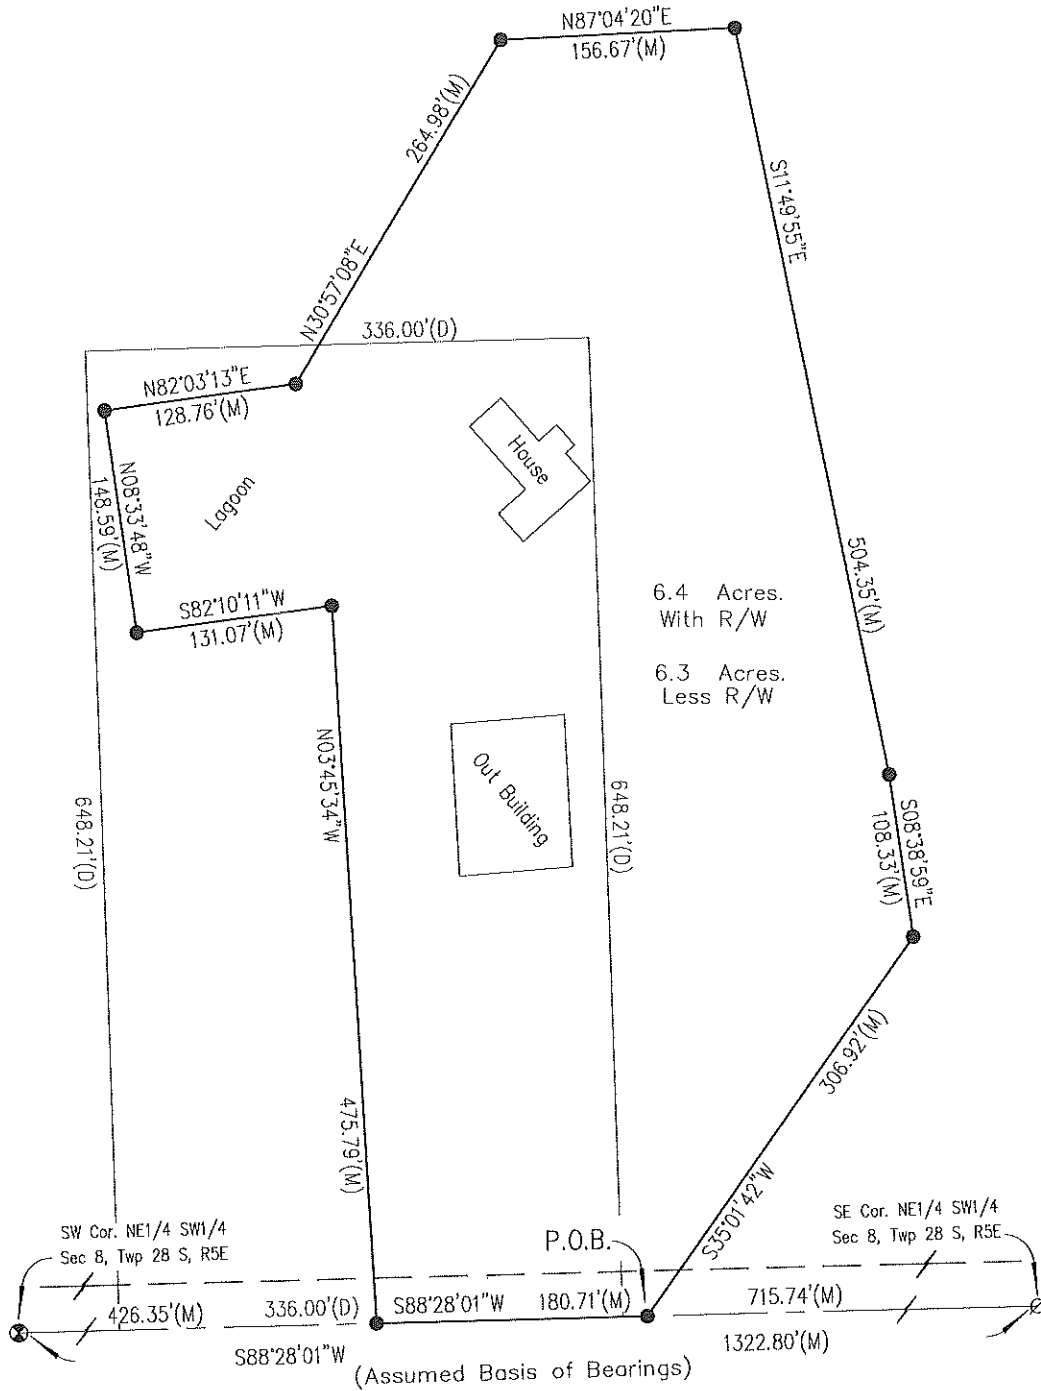 N87°04'20"E
156.67'(M)
264.98'(M)
N30°57'08"E
S11°49'55"E
504.35'(M)
336.00'(D)
N82°03'13"E
128.76'(M)
N08°33'48"W
148.59'(M)
Lagoon
House
S82°10'11"W
131.07'(M)
6.4 Acres.
With R/W
6.3 Acres.
Less R/W
N03°45'34"W
475.79'(M)
Out Building
648.21'(D)
648.21'(D)
S08°38'59"E
108.33'(M)
306.92'(M)
S35°01'42"W
SW Cor. NE1/4 SW1/4
Sec 8, Twp 28 S, R5E
P.O.B.
SE Cor. NE1/4 SW1/4
Sec 8, Twp 28 S, R5E
426.35'(M)
336.00'(D)
S88°28'01"W
180.71'(M)
715.74'(M)
S88°28'01"W
1322.80'(M)
(Assumed Basis of Bearings)